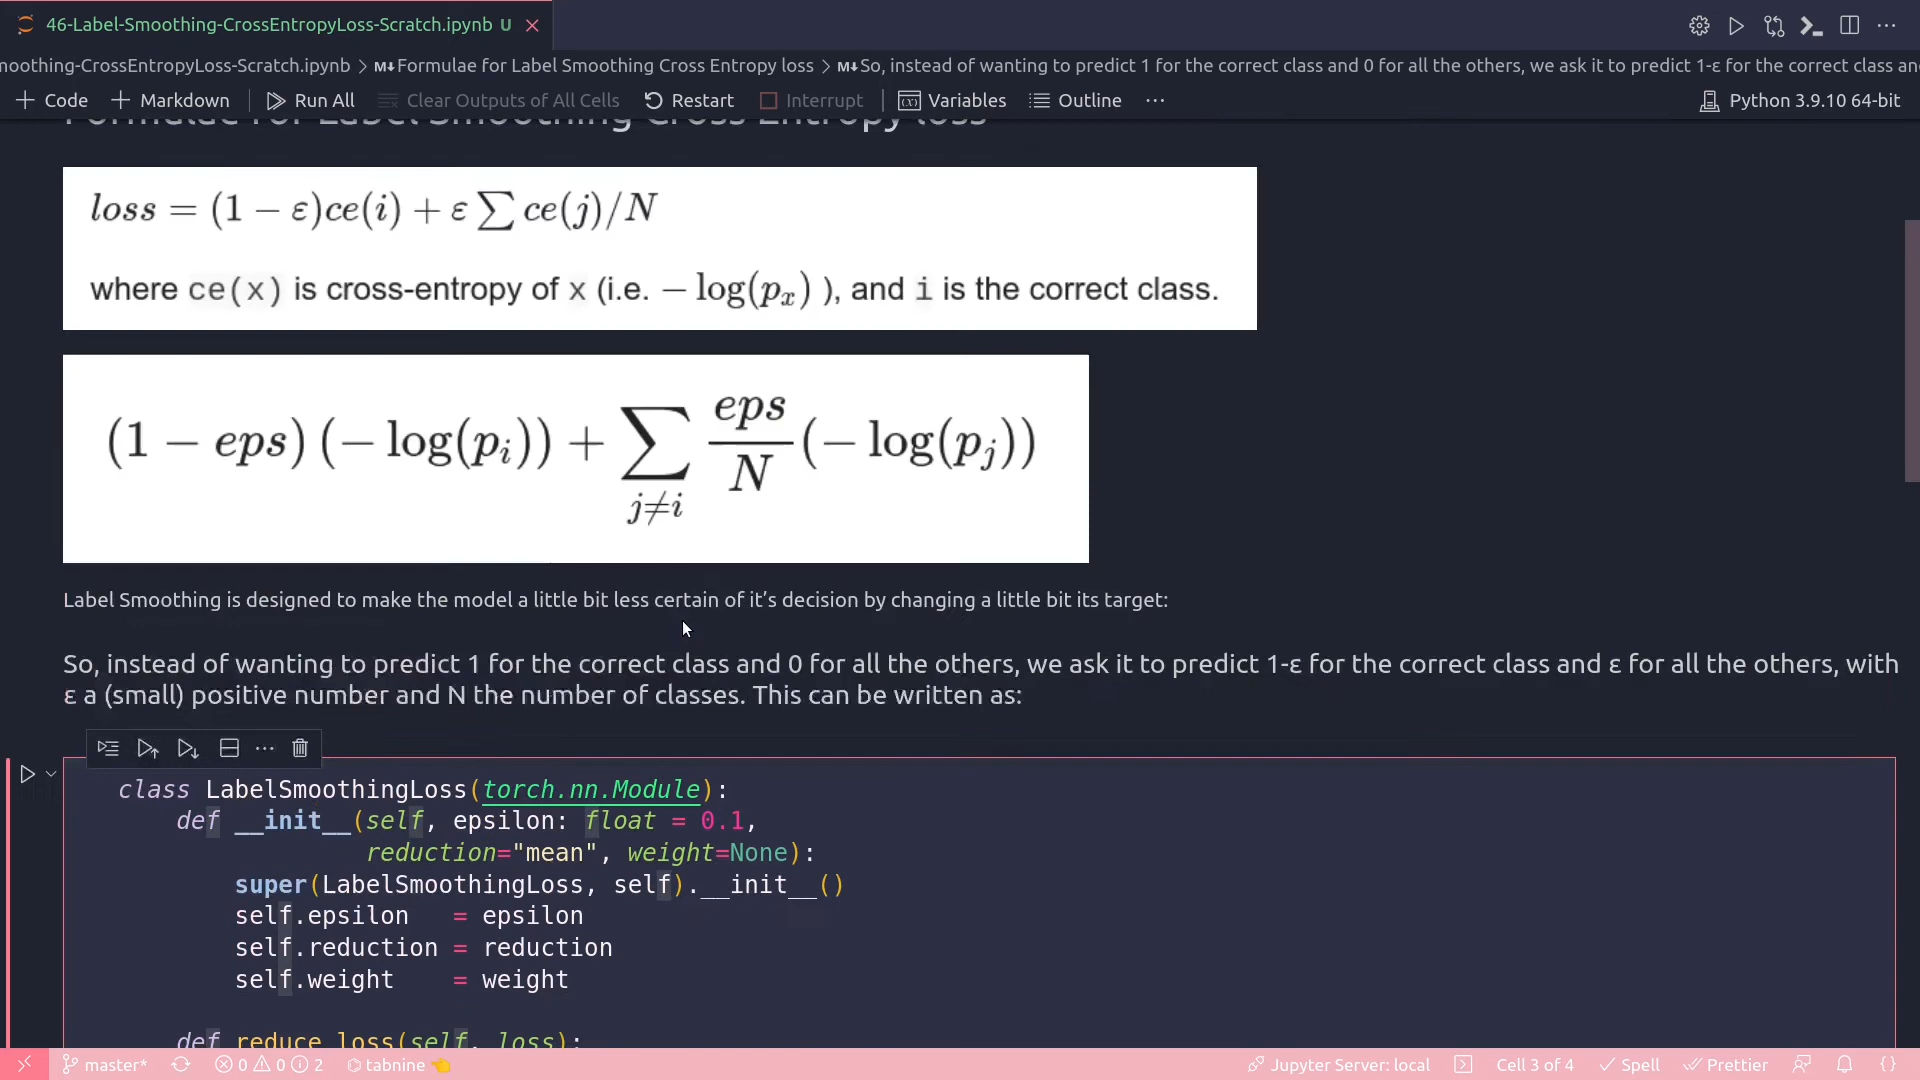 46-Label-Smoothing-CrossEntropyLoss-Scratch.ipynb U
moothing-CrossEntropyLoss-Scratch.ipynb > M↓Formulae for Label Smoothing Cross Entropy loss > M↓So, instead of wanting to predict 1 for the correct class and 0 for all the others, we ask it to predict 1-ε for the correct class an
+ Code + Markdown Run All Clear Outputs of All Cells Restart Interrupt (x) Variables Outline ··· Python 3.9.10 64-bit
Formulae for Label Smoothing Cross Entropy loss
loss = (1 − ε)ce(i) + ε ∑ ce(j)/N
where ce(x) is cross-entropy of x (i.e. − log(pₓ) ), and i is the correct class.
(1 − eps) (− log(pᵢ)) + ∑ j≠i eps/N (− log(pⱼ))
Label Smoothing is designed to make the model a little bit less certain of it’s decision by changing a little bit its target:
So, instead of wanting to predict 1 for the correct class and 0 for all the others, we ask it to predict 1-ε for the correct class and ε for all the others, with
ε a (small) positive number and N the number of classes. This can be written as:
class LabelSmoothingLoss(torch.nn.Module):
def __init__(self, epsilon: float = 0.1,
reduction="mean", weight=None):
super(LabelSmoothingLoss, self).__init__()
self.epsilon = epsilon
self.reduction = reduction
self.weight = weight
def reduce_loss(self, loss):
master* 0 0 2 tabnine Jupyter Server: local Cell 3 of 4 Spell Prettier